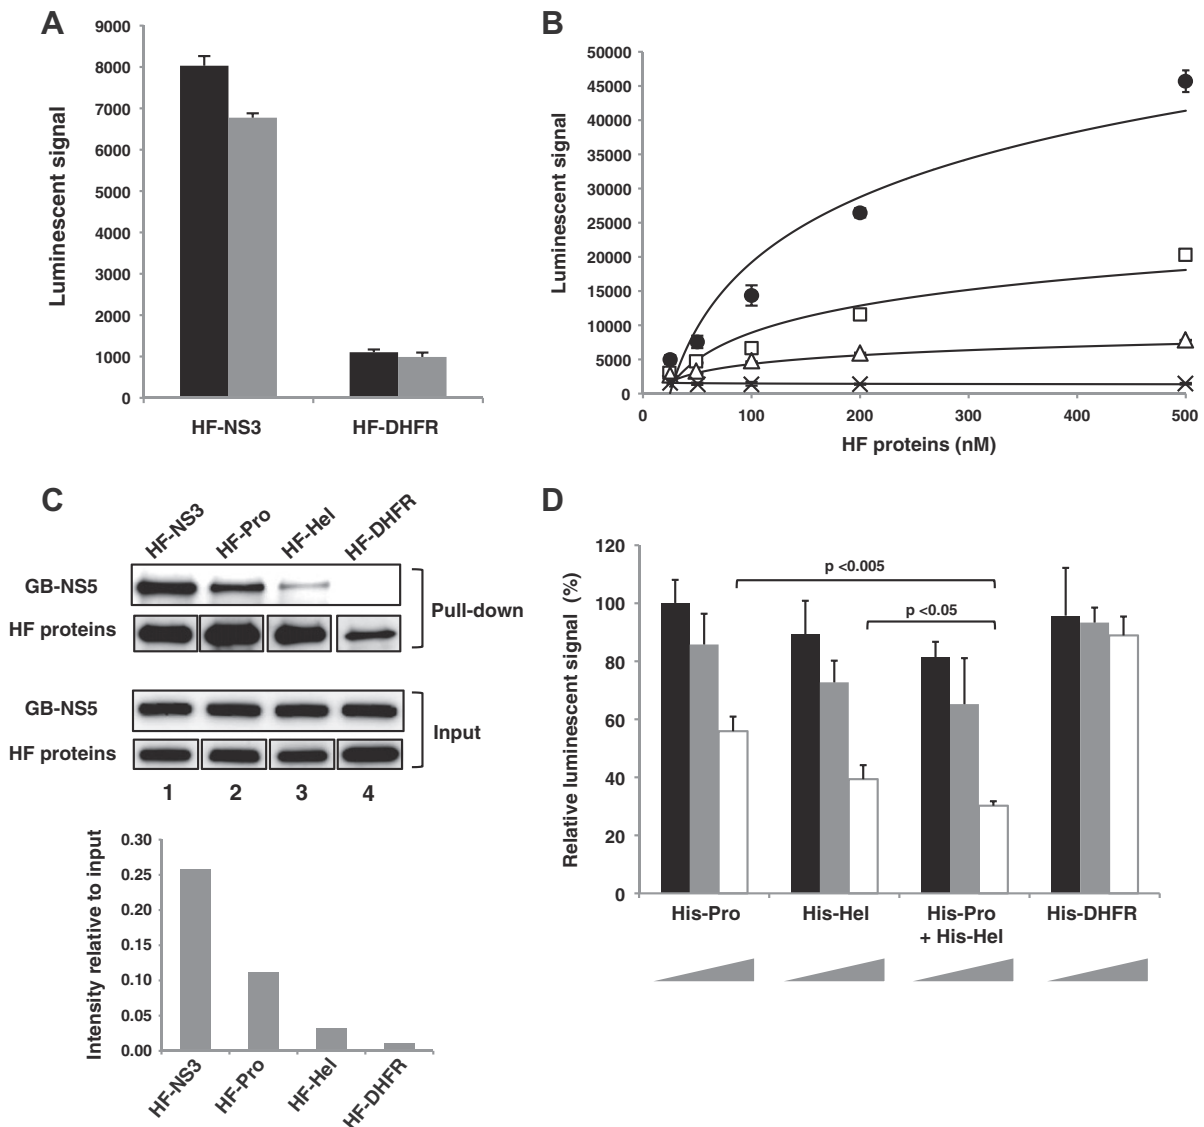 A
Luminescent signal
9000
8000
7000
6000
5000
4000
3000
2000
1000
0
HF-NS3
HF-DHFR
B
Luminescent signal
50000
45000
40000
35000
30000
25000
20000
15000
10000
5000
0
0
100
200
300
400
500
HF proteins (nM)
C
HF-NS3
HF-Pro
HF-Hel
HF-DHFR
GB-NS5
HF proteins
Pull-down
GB-NS5
HF proteins
Input
1
2
3
4
Intensity relative to input
0.30
0.25
0.20
0.15
0.10
0.05
0.00
HF-NS3
HF-Pro
HF-Hel
HF-DHFR
D
Relative luminescent signal (%)
120
100
80
60
40
20
0
p <0.005
p <0.05
His-Pro
His-Hel
His-Pro
+ His-Hel
His-DHFR